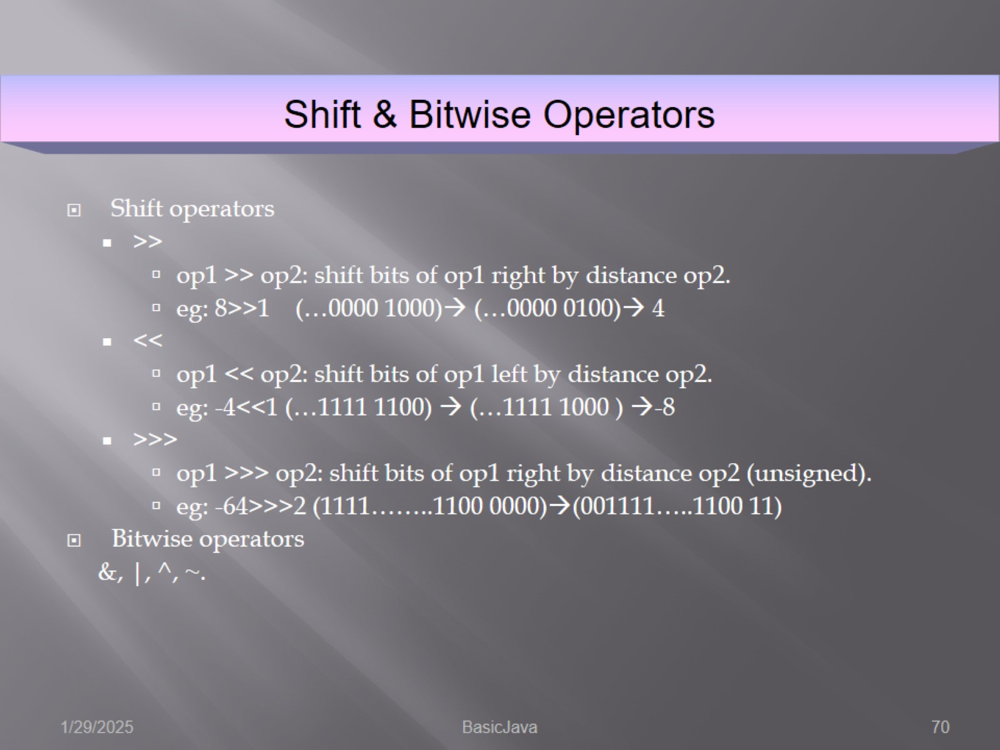 Shift & Bitwise Operators
Shift operators
>>
op1 >> op2: shift bits of op1 right by distance op2.
eg: 8>>1 (…0000 1000)→ (…0000 0100)→ 4
<<
op1 << op2: shift bits of op1 left by distance op2.
eg: -4<<1 (…1111 1100) → (…1111 1000 ) →-8
>>>
op1 >>> op2: shift bits of op1 right by distance op2 (unsigned).
eg: -64>>>2 (1111……..1100 0000)→(001111…..1100 11)
Bitwise operators
&, |, ^, ~.
1/29/2025
BasicJava
70